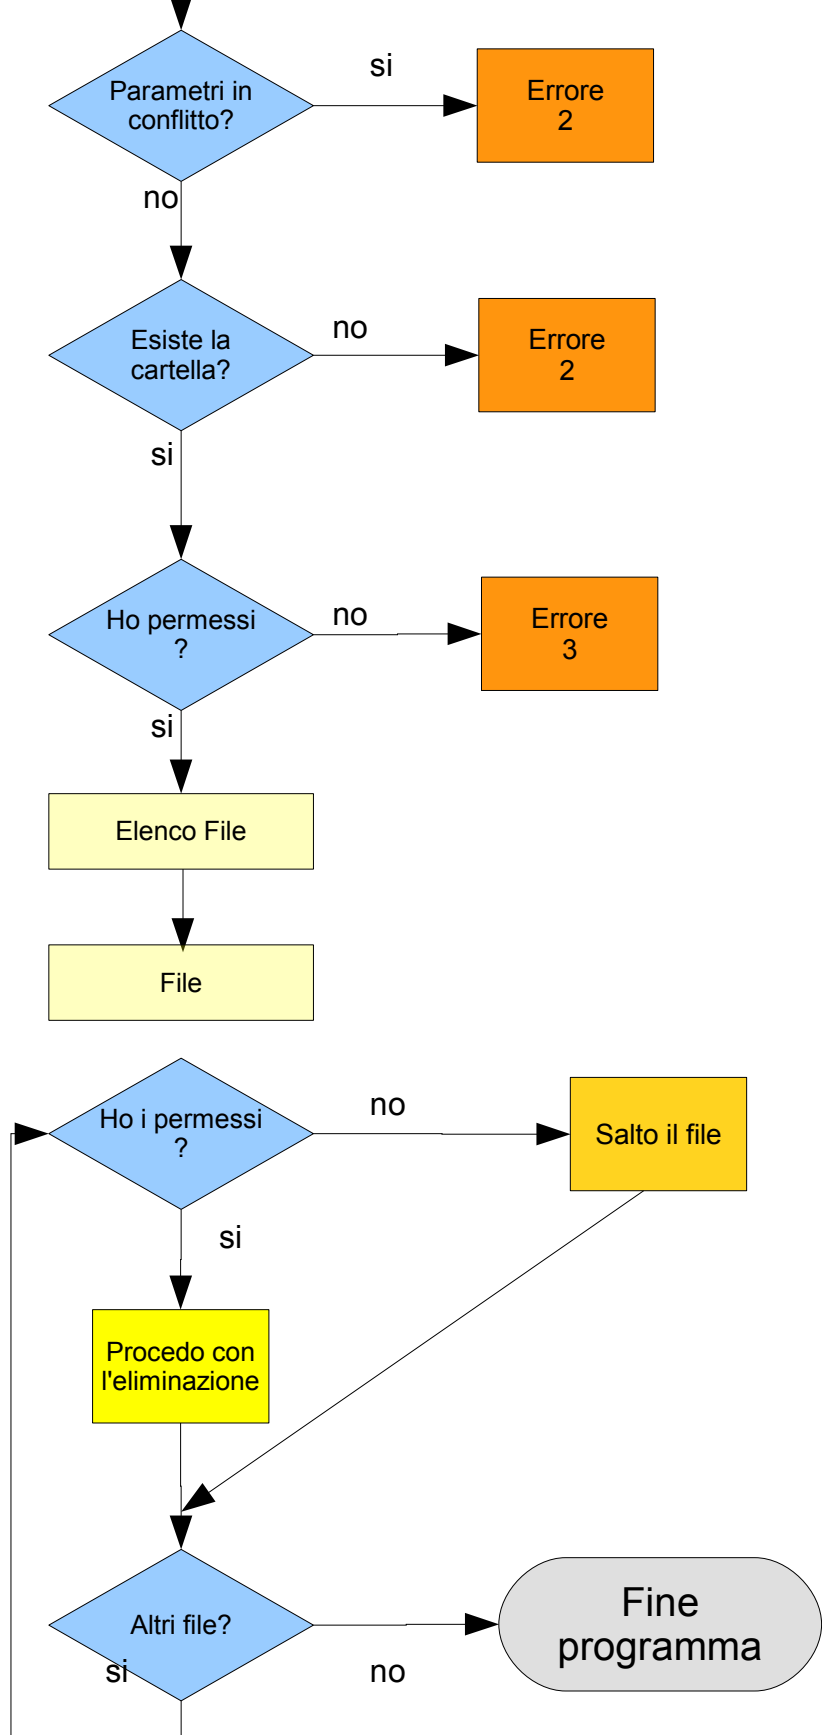 Parametri in
conflitto?
si
Errore
2
no
Esiste la
cartella?
no
Errore
2
si
Ho permessi
?
no
Errore
3
si
Elenco File
File
Ho i permessi
?
no
Salto il file
si
Procedo con
l'eliminazione
Altri file?
si
no
Fine
programma